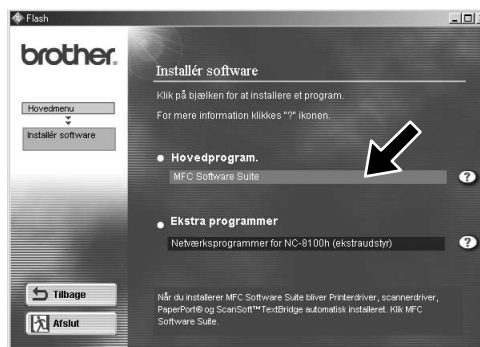 Flash
brother.
Installér software
Klik på bjælken for at installere et program.
For mere information klikkes "?" ikonen.
Hovedmenu
Installér software
Hovedprogram.
MFC Software Suite
?
Ekstra programmer
Netværksprogrammer for NC-8100h (ekstraudstyr)
?
Tilbage
Afslut
Når du installerer MFC Software Suite bliver Printerdriver, scannerdriver,
PaperPort® og ScanSoft™TextBridge automatisk installeret. Klik MFC
Software Suite.